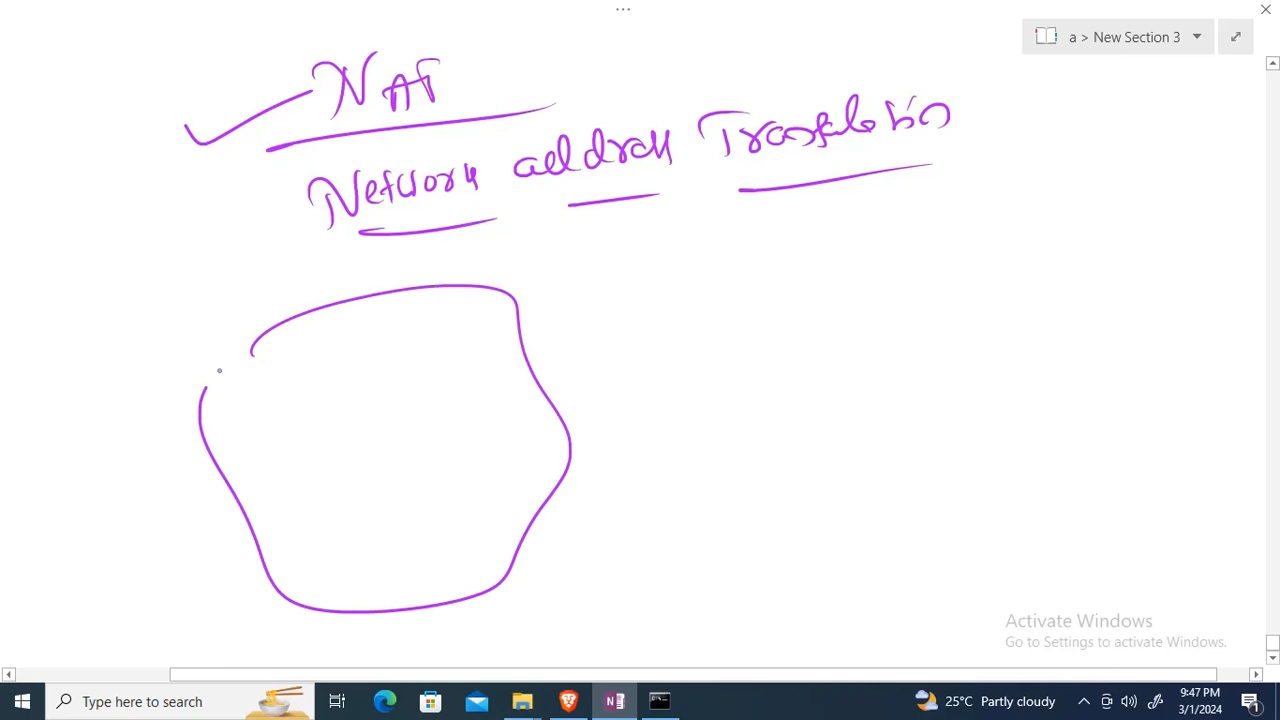 a > New Section 3
NAT
Network address Translation
Activate Windows
Go to Settings to activate Windows.
Type here to search
25°C Partly cloudy
9:47 PM
3/1/2024
1